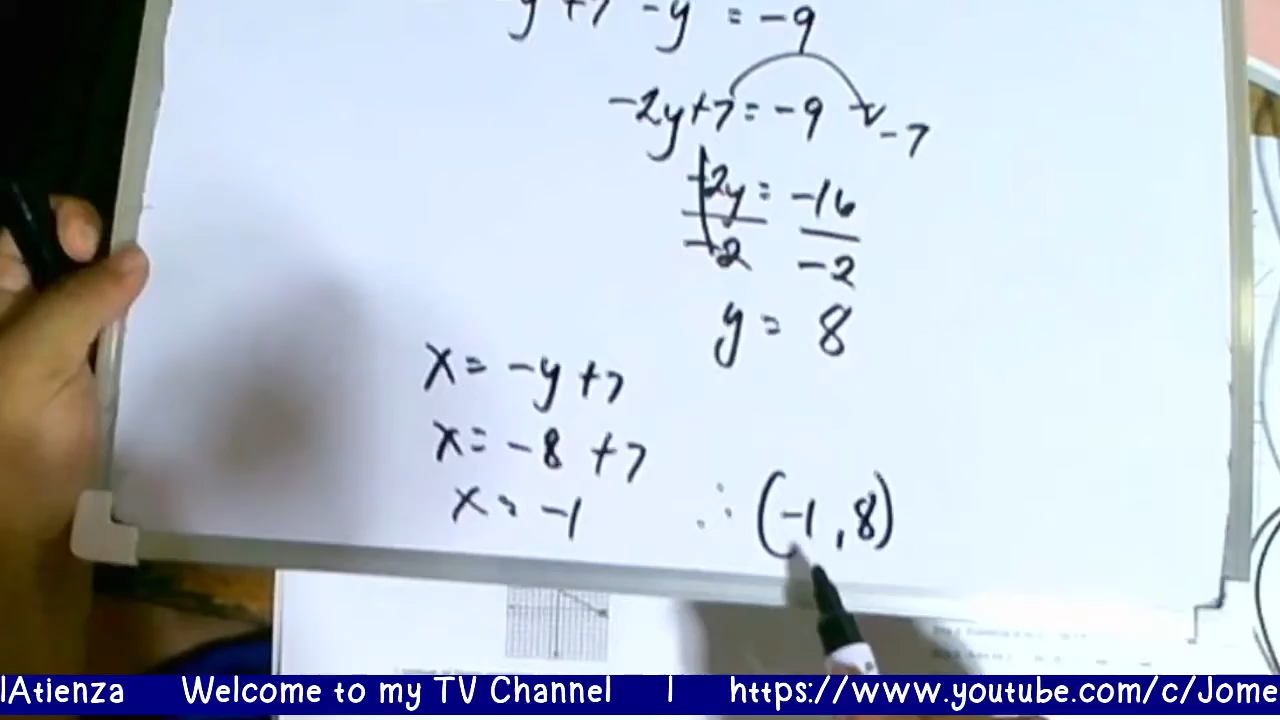 y + 7 - y = -9
-2y + 7 = -9 -7
-2y = -16
-2 -2
y = 8
x = -y + 7
x = -8 + 7
x = -1
∴ (-1, 8)
lAtienza Welcome to my TV Channel | https://www.youtube.com/c/Jome